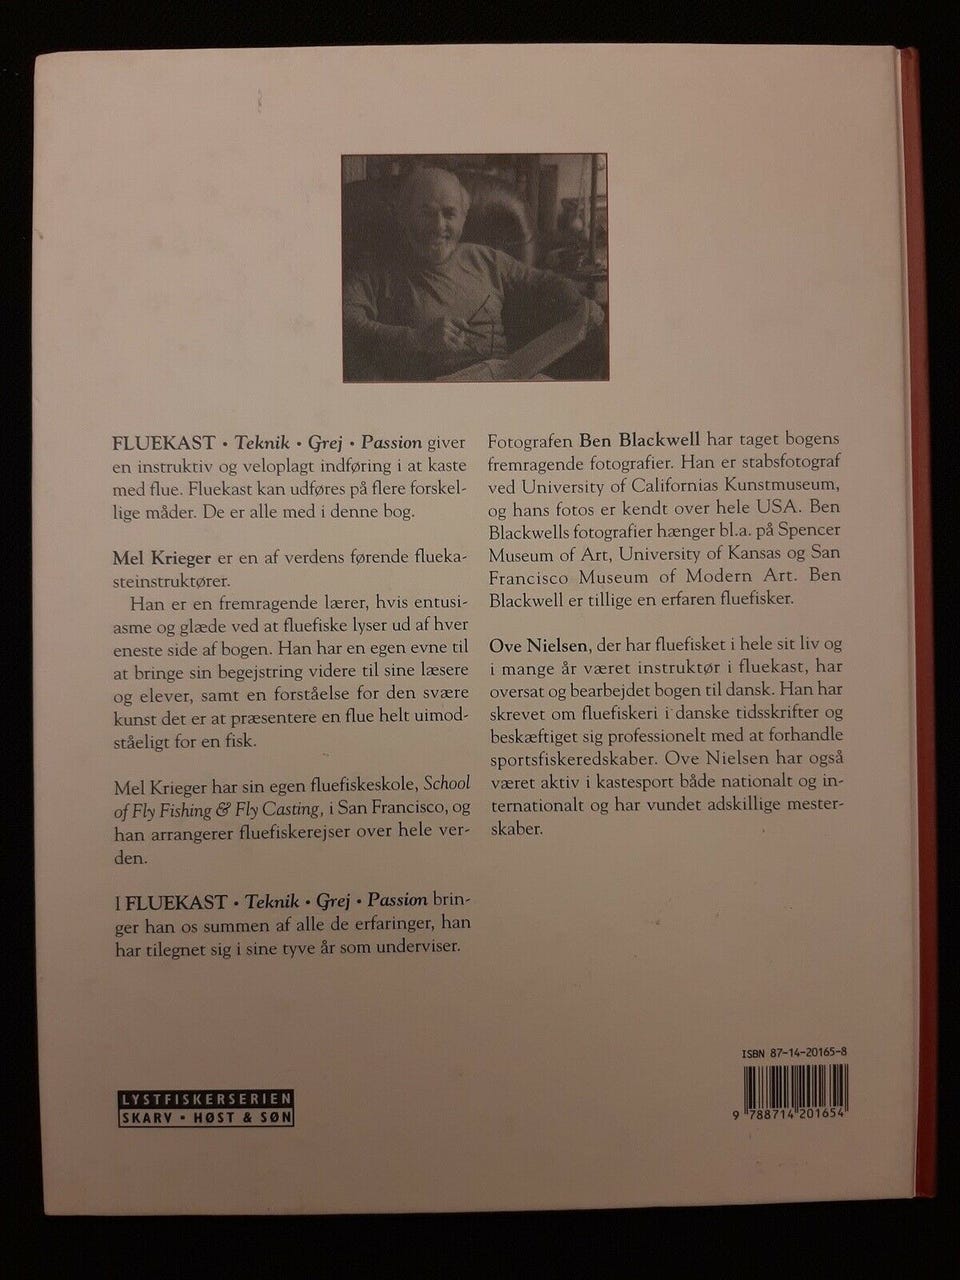 FLUEKAST • Teknik • Grej • Passion giver
en instruktiv og veloplagt indføring i at kaste
med flue. Fluekast kan udføres på flere forskel-
lige måder. De er alle med i denne bog.
Mel Krieger er en af verdens førende flueka-
steinstruktører.
Han er en fremragende lærer, hvis entusi-
asme og glæde ved at fluefiske lyser ud af hver
eneste side af bogen. Han har en egen evne til
at bringe sin begejstring videre til sine læsere
og elever, samt en forståelse for den svære
kunst det er at præsentere en flue helt uimod-
ståeligt for en fisk.
Mel Krieger har sin egen fluefiskeskole, School
of Fly Fishing & Fly Casting, i San Francisco, og
han arrangerer fluefiskerejser over hele ver-
den.
I FLUEKAST • Teknik • Grej • Passion brin-
ger han os summen af alle de erfaringer, han
har tilegnet sig i sine tyve år som underviser.
Fotografen Ben Blackwell har taget bogens
fremragende fotografier. Han er stabsfotograf
ved University of Californias Kunstmuseum,
og hans fotos er kendt over hele USA. Ben
Blackwells fotografier hænger bl.a. på Spencer
Museum of Art, University of Kansas og San
Francisco Museum of Modern Art. Ben
Blackwell er tillige en erfaren fluefisker.
Ove Nielsen, der har fluefisket i hele sit liv og
i mange år været instruktør i fluekast, har
oversat og bearbejdet bogen til dansk. Han har
skrevet om fluefiskeri i danske tidsskrifter og
beskæftiget sig professionelt med at forhandle
sportsfiskeredskaber. Ove Nielsen har også
været aktiv i kastesport både nationalt og in-
ternationalt og har vundet adskillige mester-
skaber.
LYSTFISKERSERIEN
SKARV • HØST & SØN
ISBN 87-14-20165-8
9 788714 201654